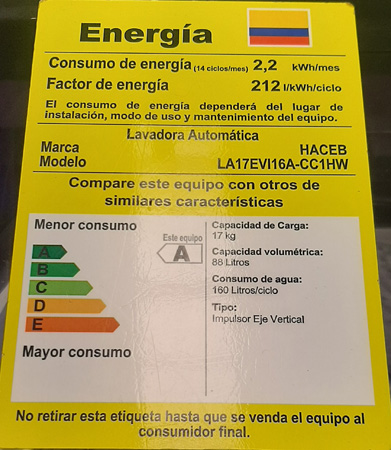 Energía
Consumo de energía (14 ciclos/mes) 2,2 kWh/mes
Factor de energía 212 l/kWh/ciclo
El consumo de energía dependerá del lugar de
instalación, modo de uso y mantenimiento del equipo.
Lavadora Automática
Marca HACEB
Modelo LA17EVI16A-CC1HW
Compare este equipo con otros de
similares características
Menor consumo
Este equipo
A
A
B
C
D
E
Mayor consumo
Capacidad de Carga:
17 kg
Capacidad volumétrica:
88 Litros
Consumo de agua:
160 Litros/ciclo
Tipo:
Impulsor Eje Vertical
No retirar esta etiqueta hasta que se venda el equipo al
consumidor final.